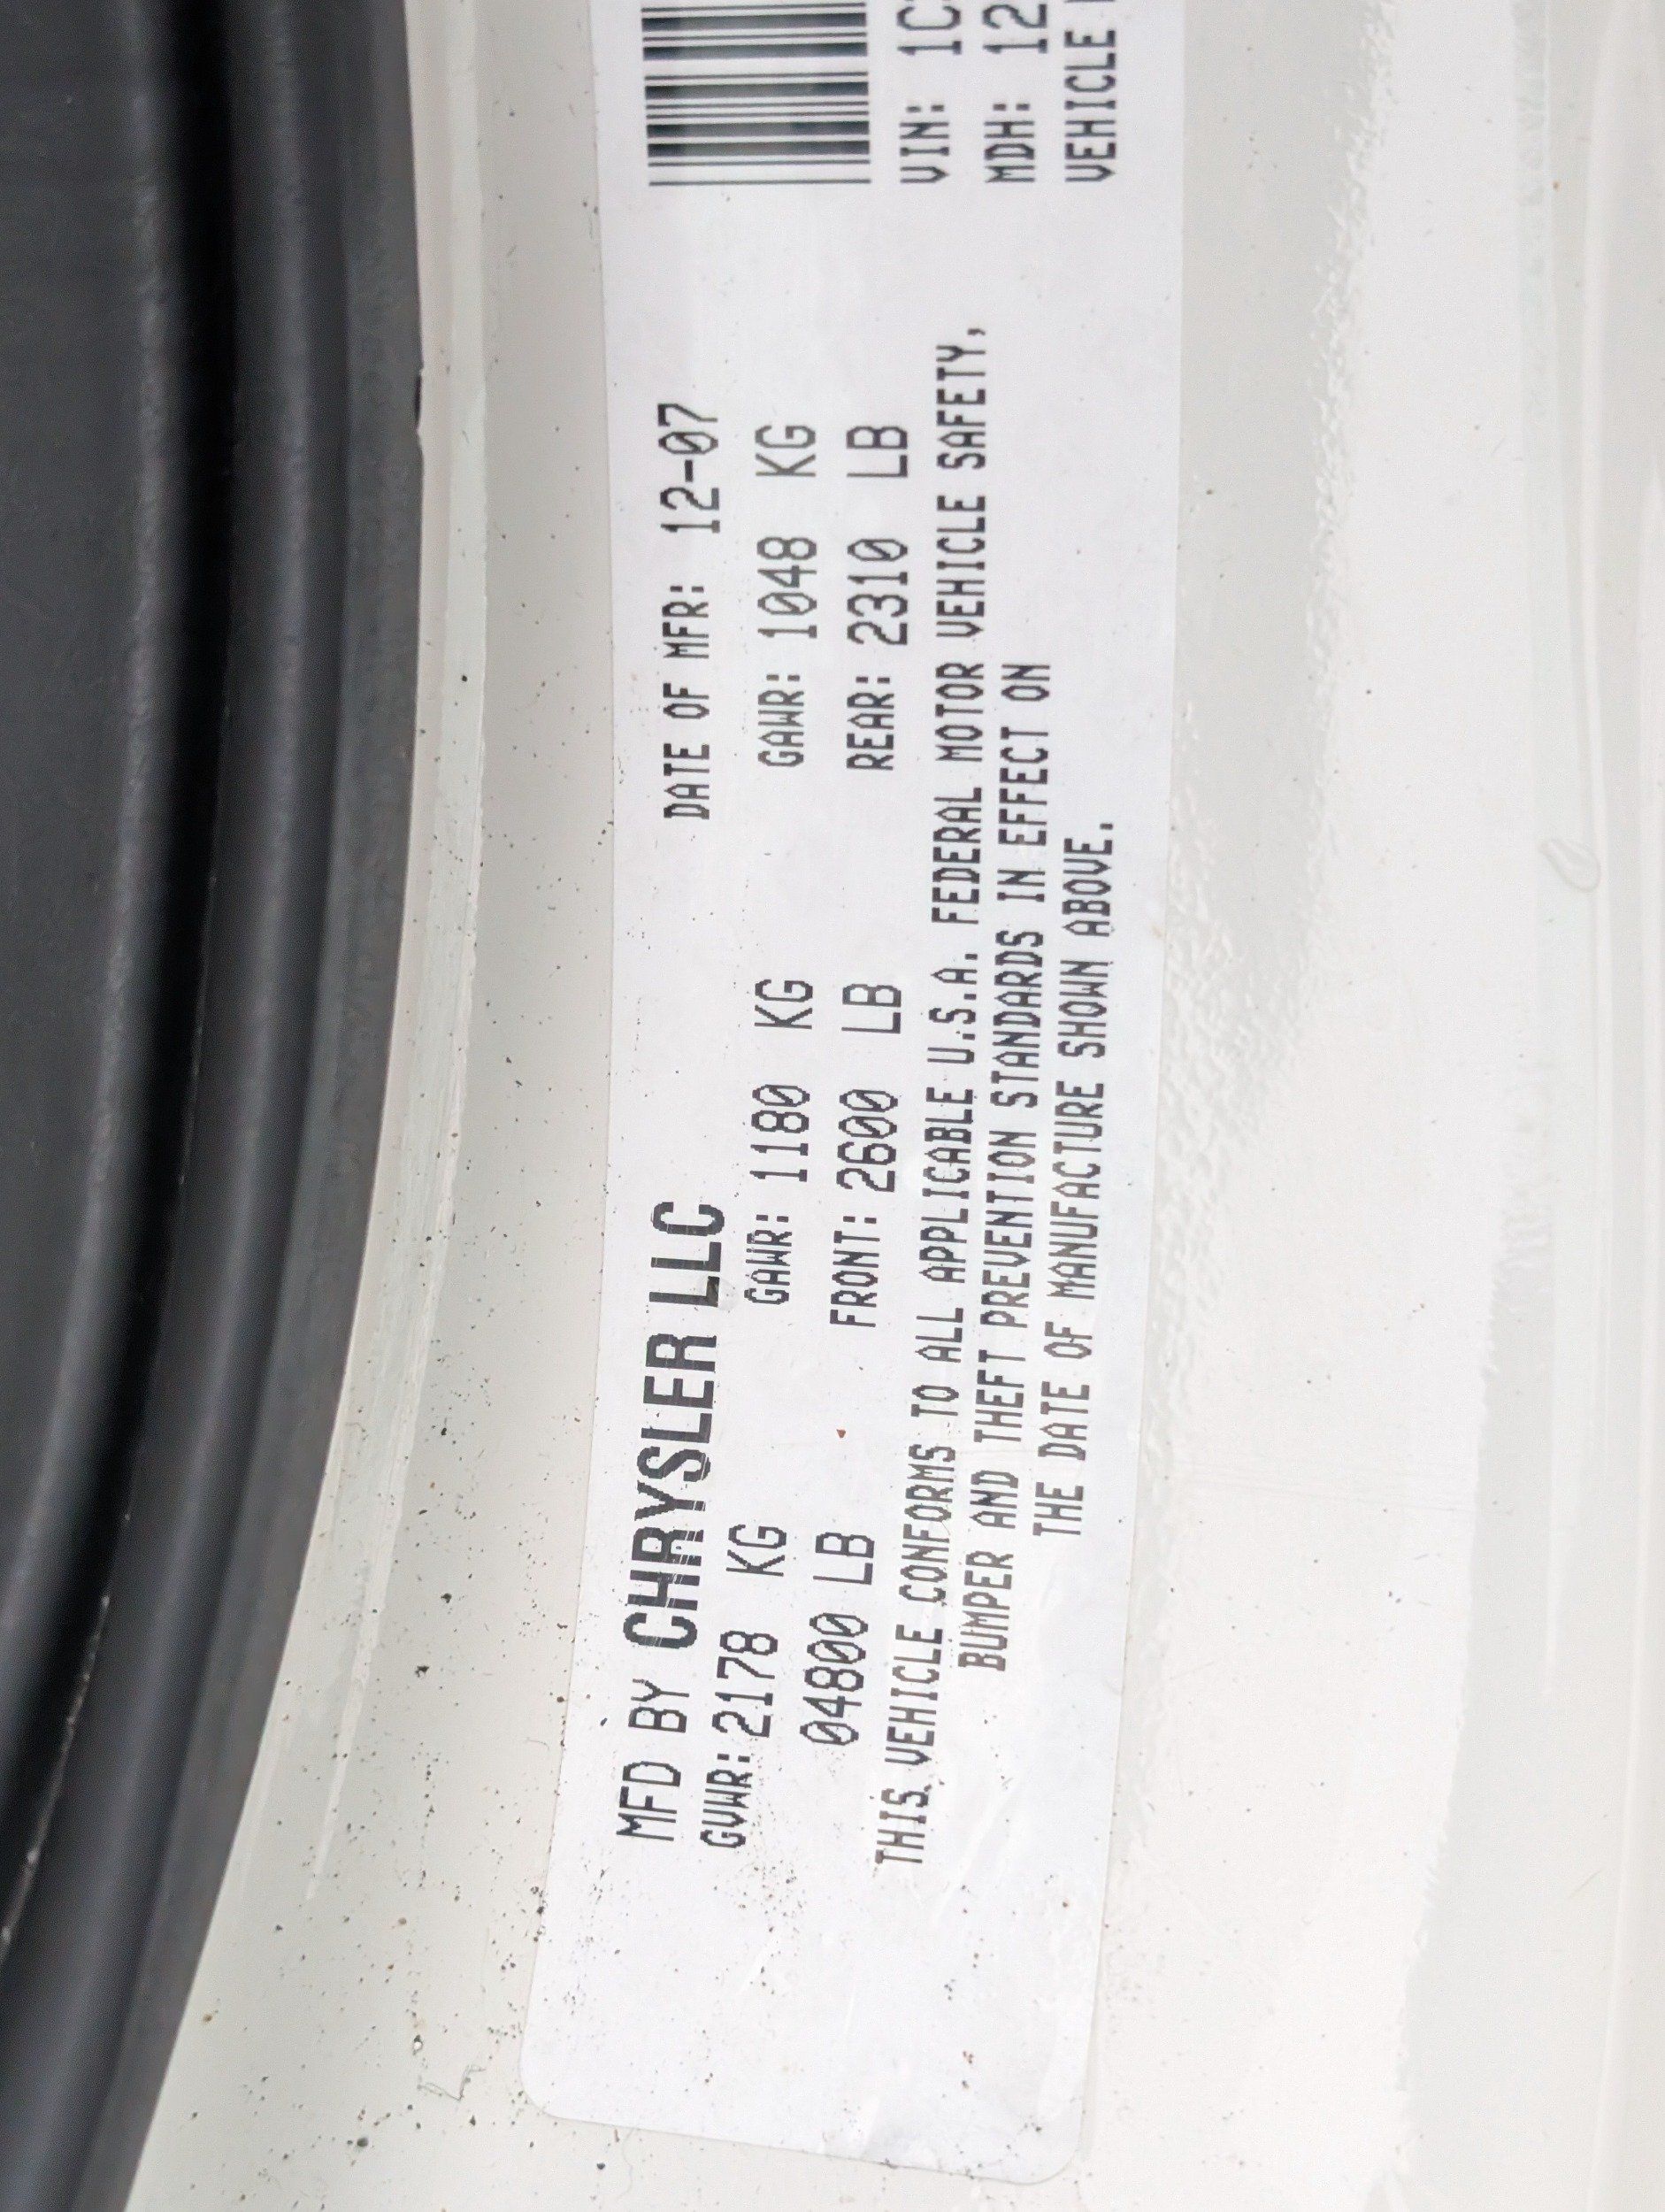 MFD BY CHRYSLER LLC DATE OF MFR: 12-07
GVWR: 2178 KG GAWR: 1180 KG GAWR: 1048 KG
04800 LB FRONT: 2600 LB REAR: 2310 LB
THIS VEHICLE CONFORMS TO ALL APPLICABLE U.S.A. FEDERAL MOTOR VEHICLE SAFETY,
BUMPER AND THEFT PREVENTION STANDARDS IN EFFECT ON
THE DATE OF MANUFACTURE SHOWN ABOVE.
VIN: 1C
MDH: 12
VEHICLE